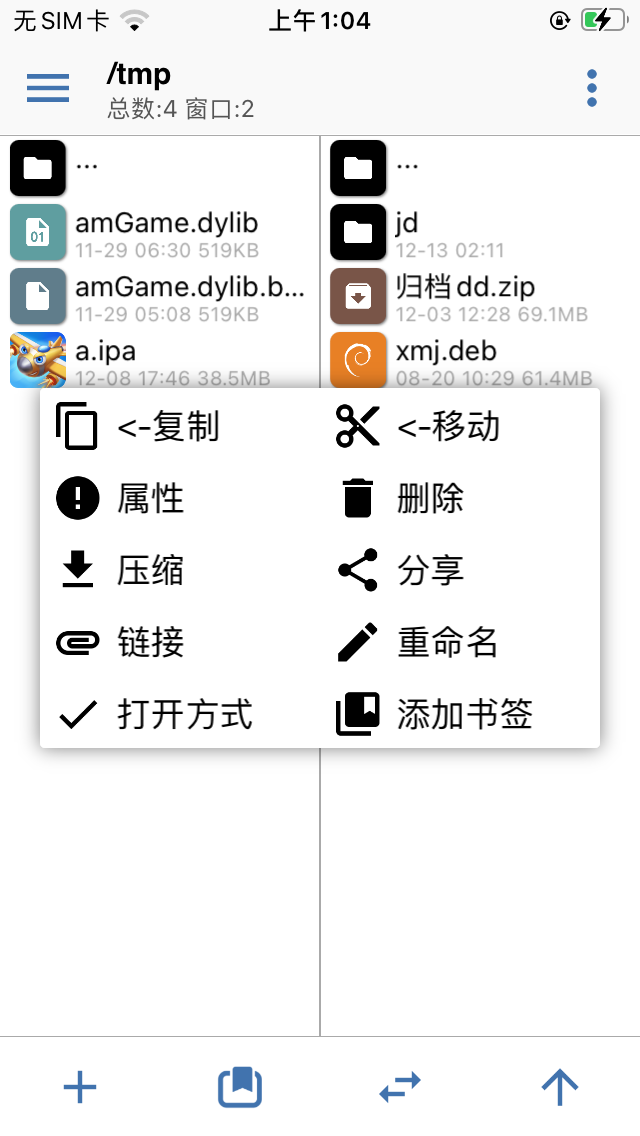 无SIM卡 上午1:04
/tmp
总数:4 窗口:2
...
amGame.dylib
11-29 06:30 519KB
amGame.dylib.b...
11-29 05:08 519KB
a.ipa
12-08 17:46 38.5MB
...
jd
12-13 02:11
归档dd.zip
12-03 12:28 69.1MB
xmj.deb
08-20 10:29 61.4MB
<-复制 <-移动
属性 删除
压缩 分享
链接 重命名
打开方式 添加书签